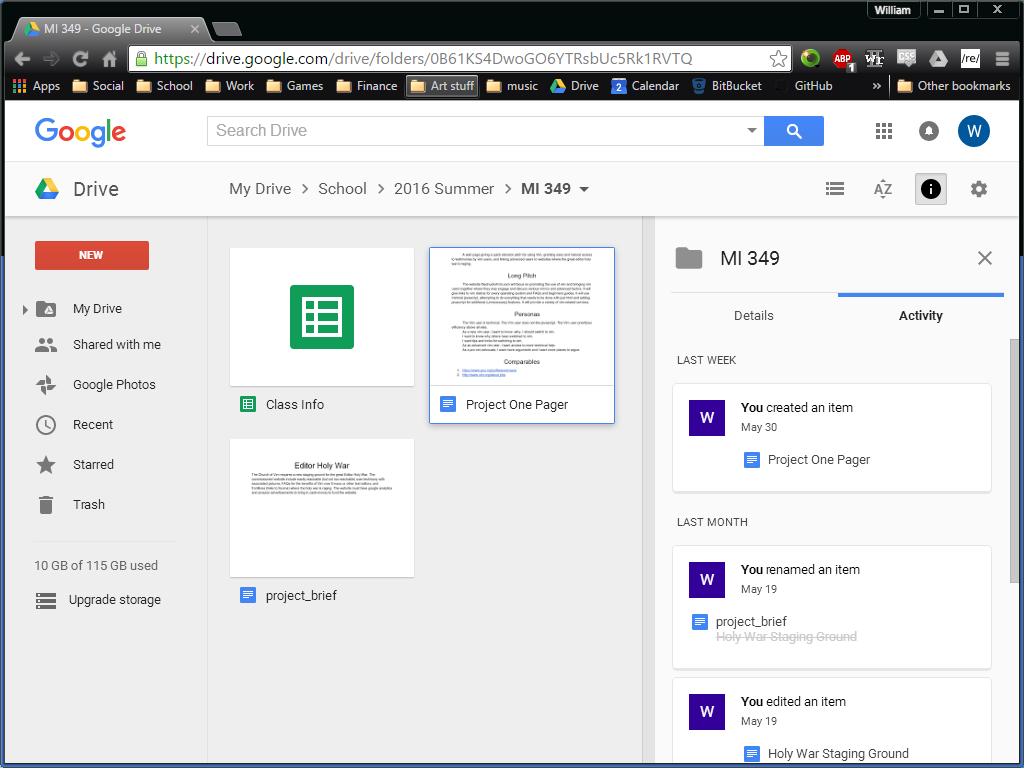 William
MI 349 - Google Drive
https://drive.google.com/drive/folders/0B61KS4DwoGO6YTRsbUc5Rk1RVTQ
ABP
1
CSS
/re/
Apps Social School Work Games Finance Art stuff music Drive 2 Calendar BitBucket GitHub » Other bookmarks
Google
Search Drive
W
Drive
My Drive > School > 2016 Summer > MI 349
AZ
NEW
My Drive
Shared with me
Google Photos
Recent
Starred
Trash
10 GB of 115 GB used
Upgrade storage
Class Info
Long Pitch
Personas
Comparables
Project One Pager
Editor Holy War
project_brief
MI 349
Details Activity
LAST WEEK
W
You created an item
May 30
Project One Pager
LAST MONTH
W
You renamed an item
May 19
project_brief
Holy War Staging Ground
W
You edited an item
May 19
Holy War Staging Ground